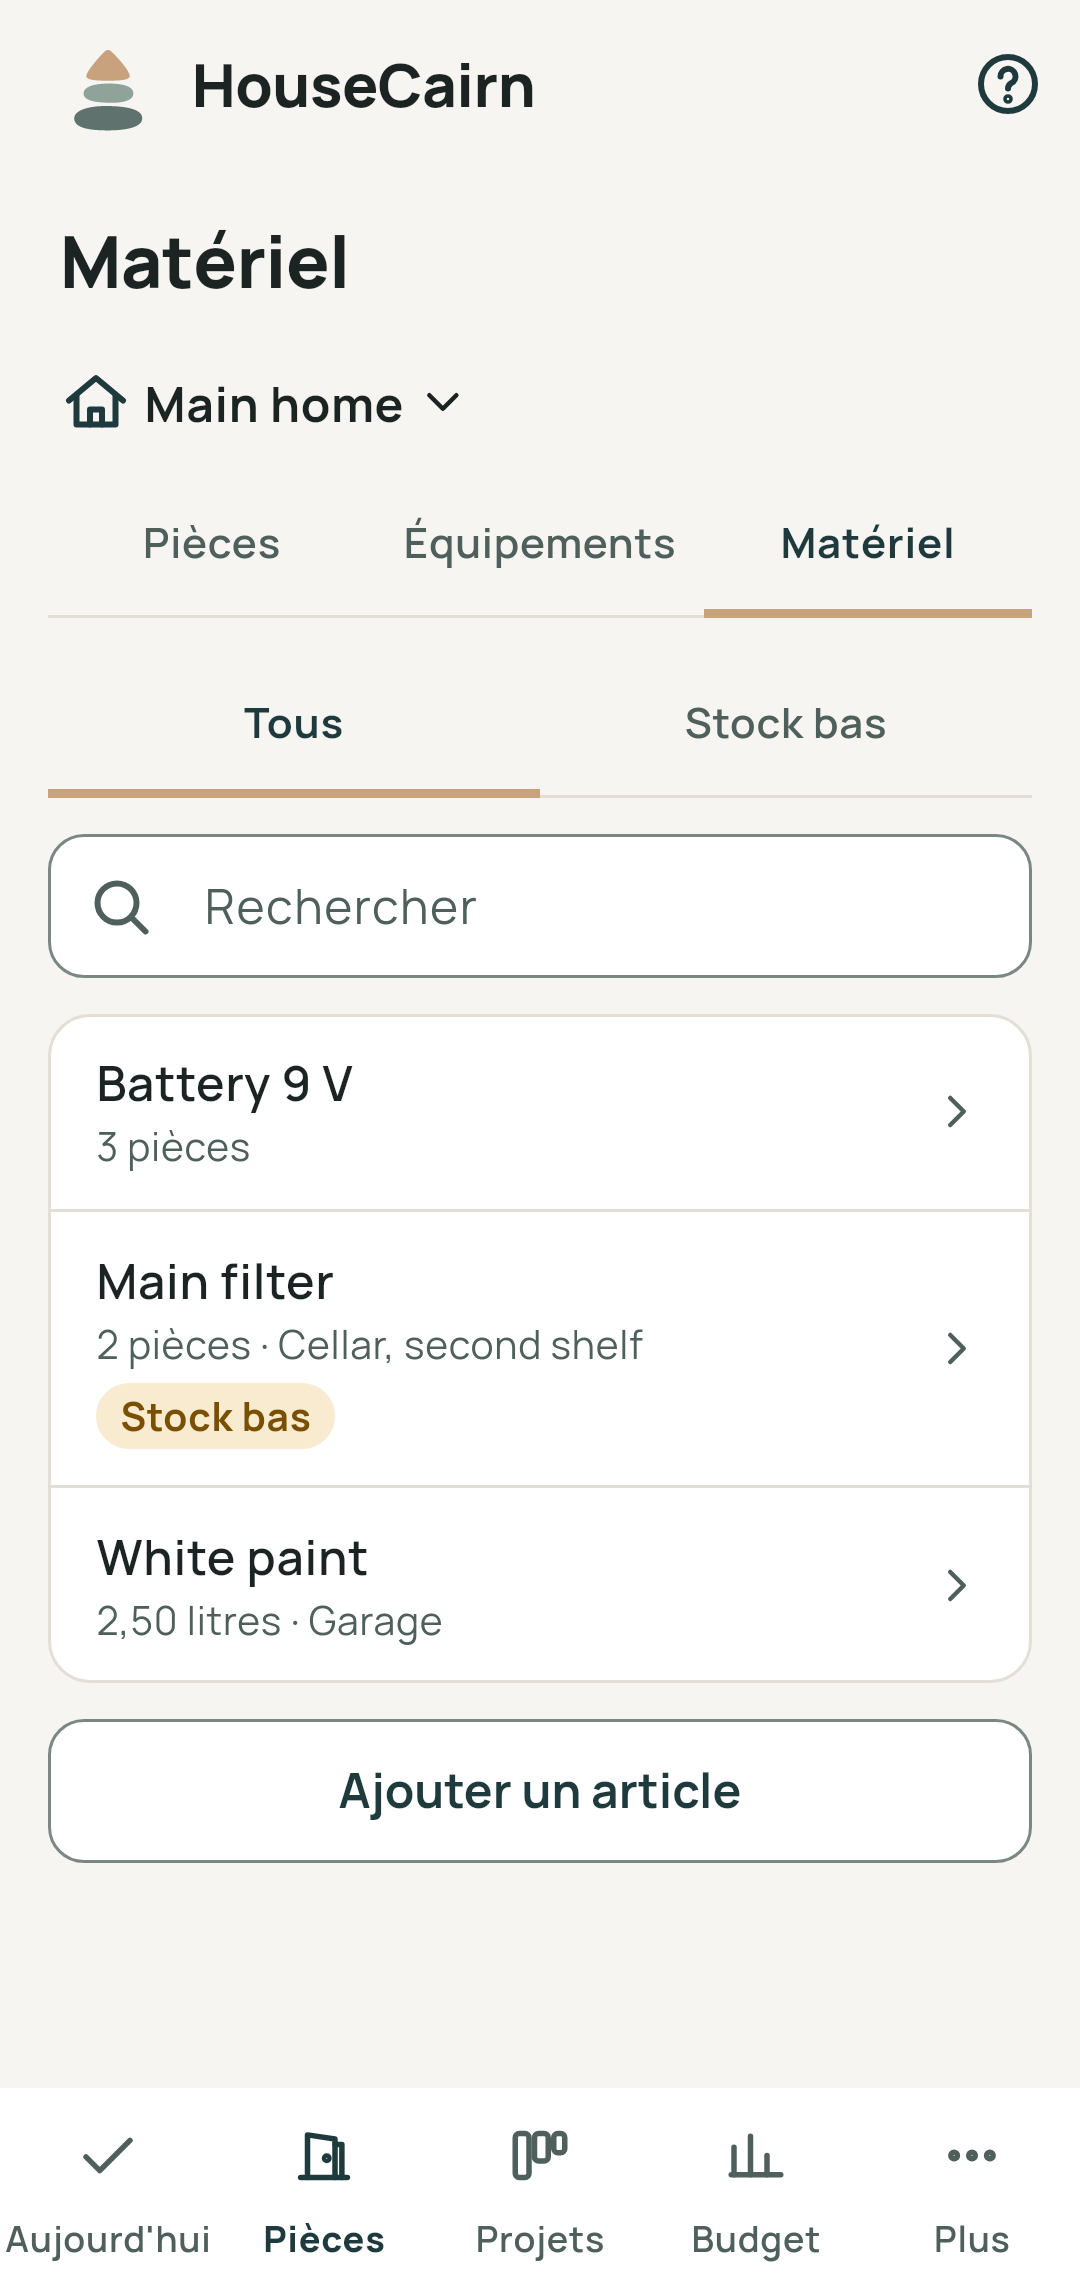 HouseCairn
Matériel
Main home
Pièces Équipements Matériel
Tous Stock bas
Rechercher
Battery 9 V
3 pièces
Main filter
2 pièces · Cellar, second shelf
Stock bas
White paint
2,50 litres · Garage
Ajouter un article
Aujourd'hui Pièces Projets Budget Plus